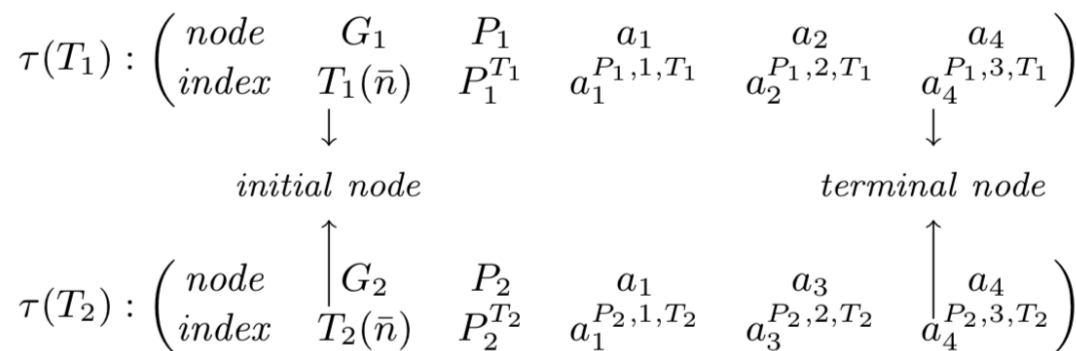 τ(T₁) : ( node G₁ P₁ a₁ a₂ a₄
index T₁(n̄) P₁^{T₁} a₁^{P₁,1,T₁} a₂^{P₁,2,T₁} a₄^{P₁,3,T₁} )
↓ ↓
initial node terminal node
↑ ↑
τ(T₂) : ( node G₂ P₂ a₁ a₃ a₄
index T₂(n̄) P₂^{T₂} a₁^{P₂,1,T₂} a₃^{P₂,2,T₂} a₄^{P₂,3,T₂} )